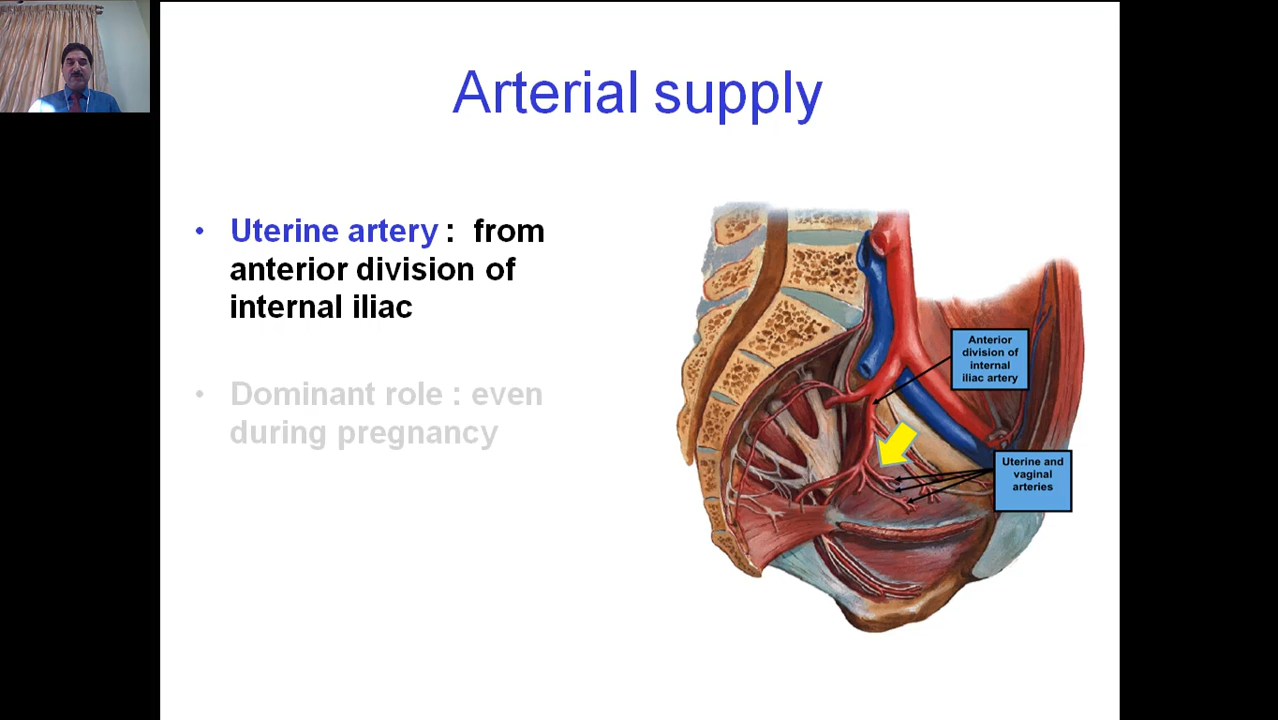 Arterial supply
• Uterine artery : from
anterior division of
internal iliac
• Dominant role : even
during pregnancy
Anterior
division of
internal
iliac artery
Uterine and
vaginal
arteries